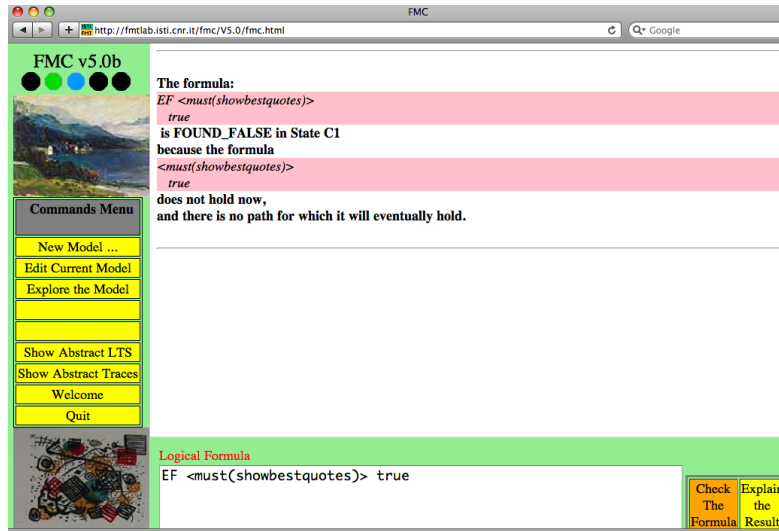 FMC
http://fmtlab.isti.cnr.it/fmc/V5.0/fmc.html
Google
FMC v5.0b
The formula:
EF <must(showbestquotes)>
true
is FOUND_FALSE in State C1
because the formula
<must(showbestquotes)>
true
does not hold now,
and there is no path for which it will eventually hold.
Commands Menu
New Model ...
Edit Current Model
Explore the Model
Show Abstract LTS
Show Abstract Traces
Welcome
Quit
Logical Formula
EF <must(showbestquotes)> true
Check
The
Formula
Explain
the
Result